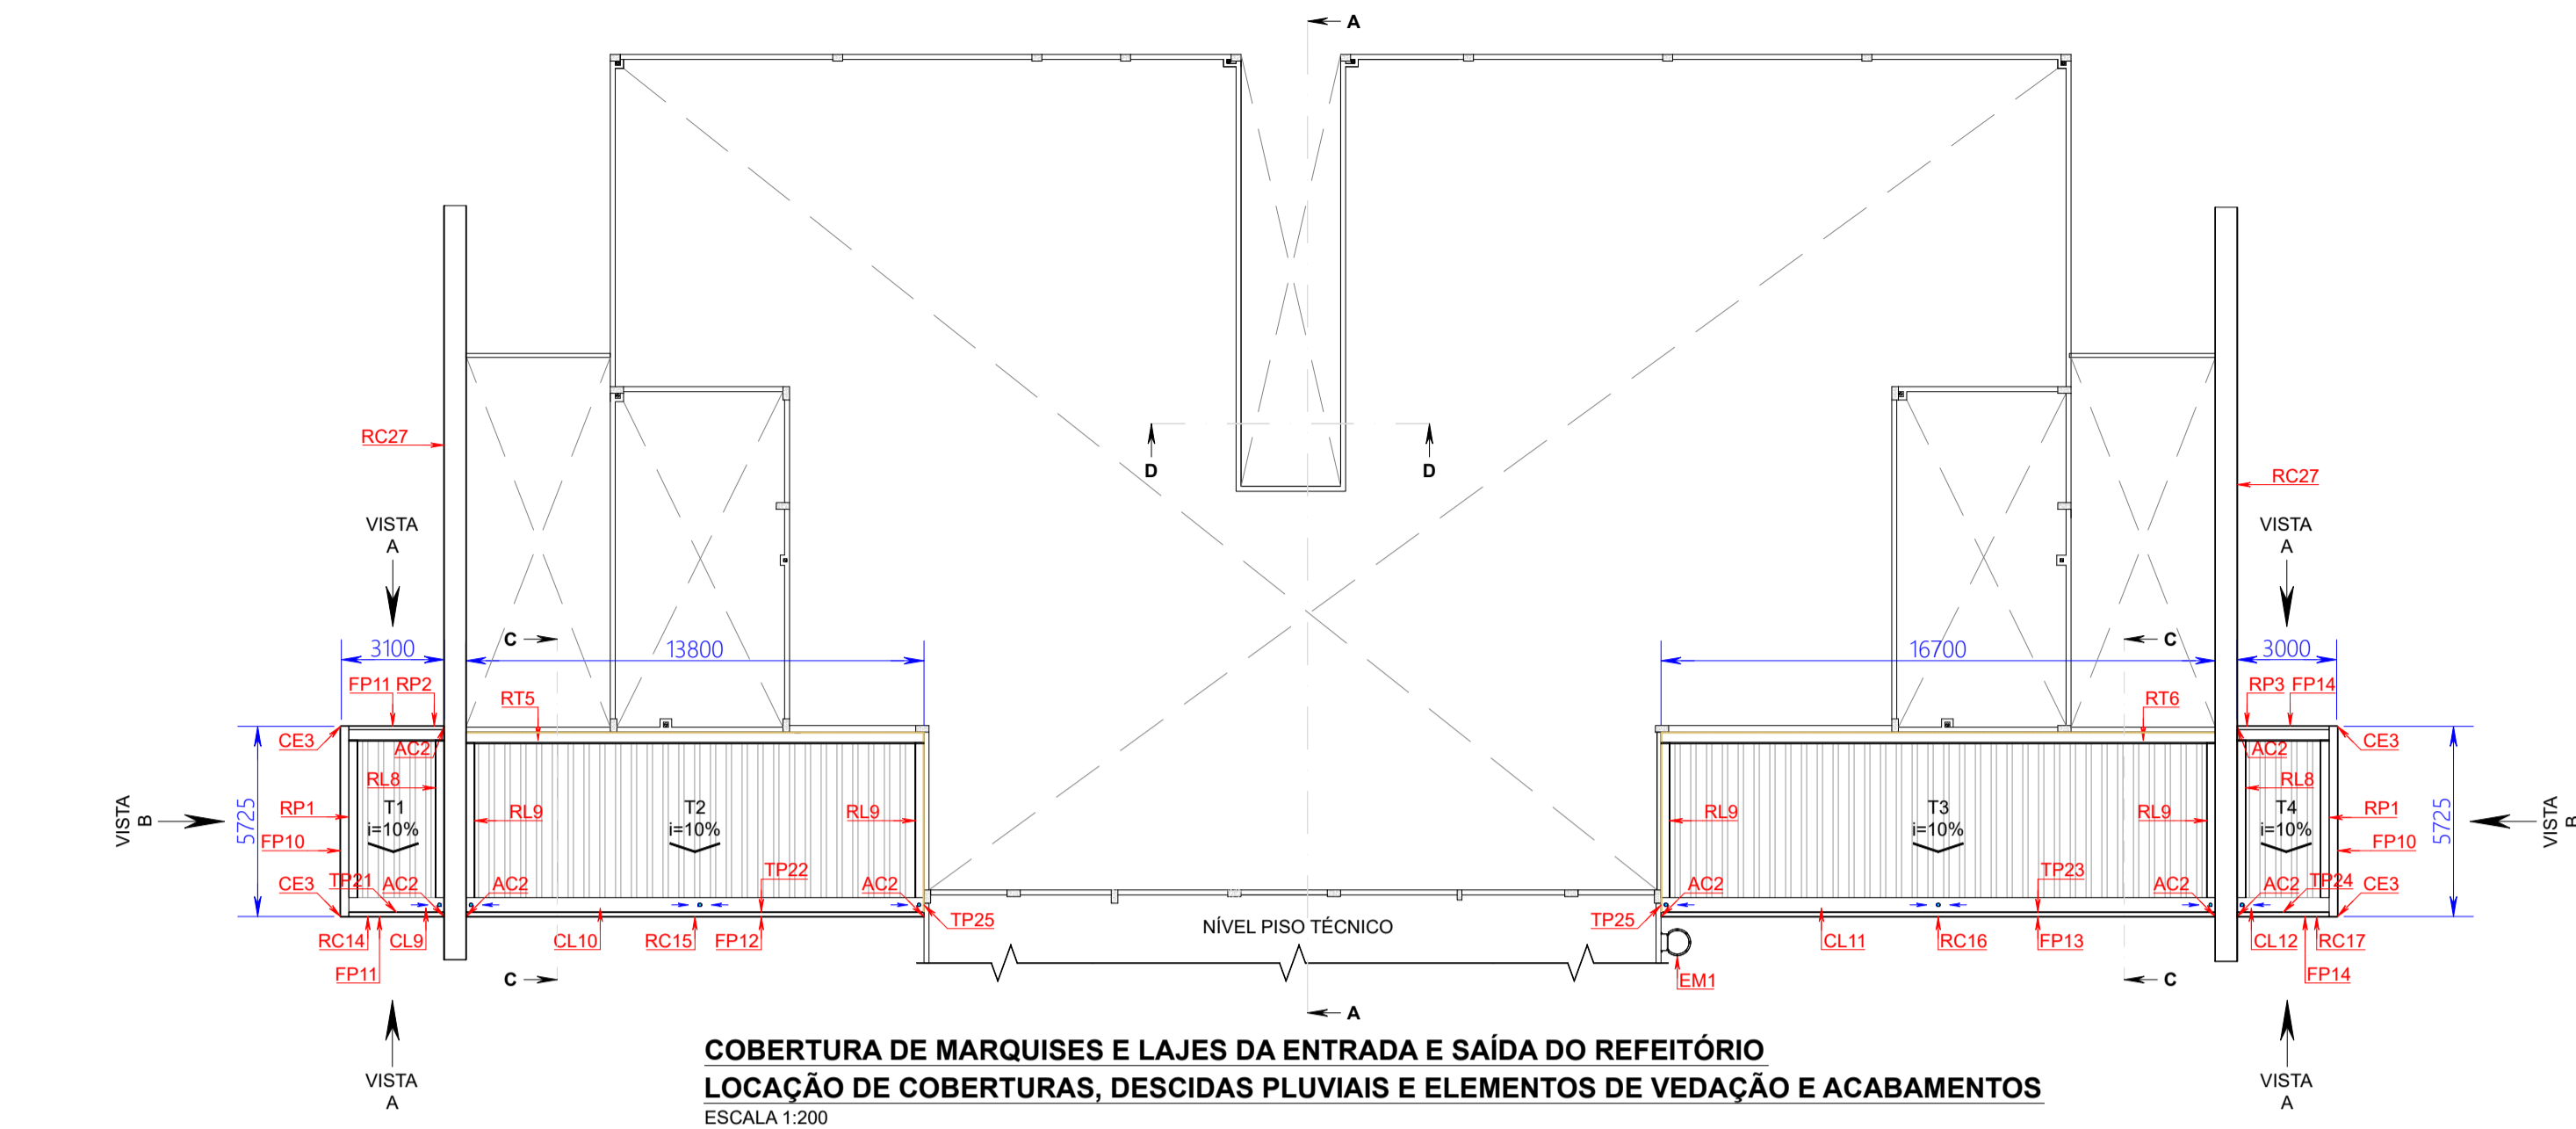 A
RC27
D
D
RC27
VISTA
A
VISTA
A
C
C
3100
13800
16700
3000
FP11
RP2
RT5
RT6
RP3
FP14
CE3
AC2
AC2
CE3
RL8
RL8
VISTA
B
5725
RP1
T1
i=10%
RL9
T2
i=10%
RL9
RL9
T3
i=10%
RL9
T4
i=10%
RP1
5725
VISTA
B
FP10
FP10
CE3
TP21
AC2
AC2
TP22
AC2
AC2
TP23
AC2
AC2
TP24
CE3
TP25
NÍVEL PISO TÉCNICO
TP25
RC14
CL9
CL10
RC15
FP12
CL11
RC16
FP13
CL12
RC17
FP11
C
EM1
C
FP14
A
VISTA
A
VISTA
A
COBERTURA DE MARQUISES E LAJES DA ENTRADA E SAÍDA DO REFEITÓRIO
LOCAÇÃO DE COBERTURAS, DESCIDAS PLUVIAIS E ELEMENTOS DE VEDAÇÃO E ACABAMENTOS
ESCALA 1:200